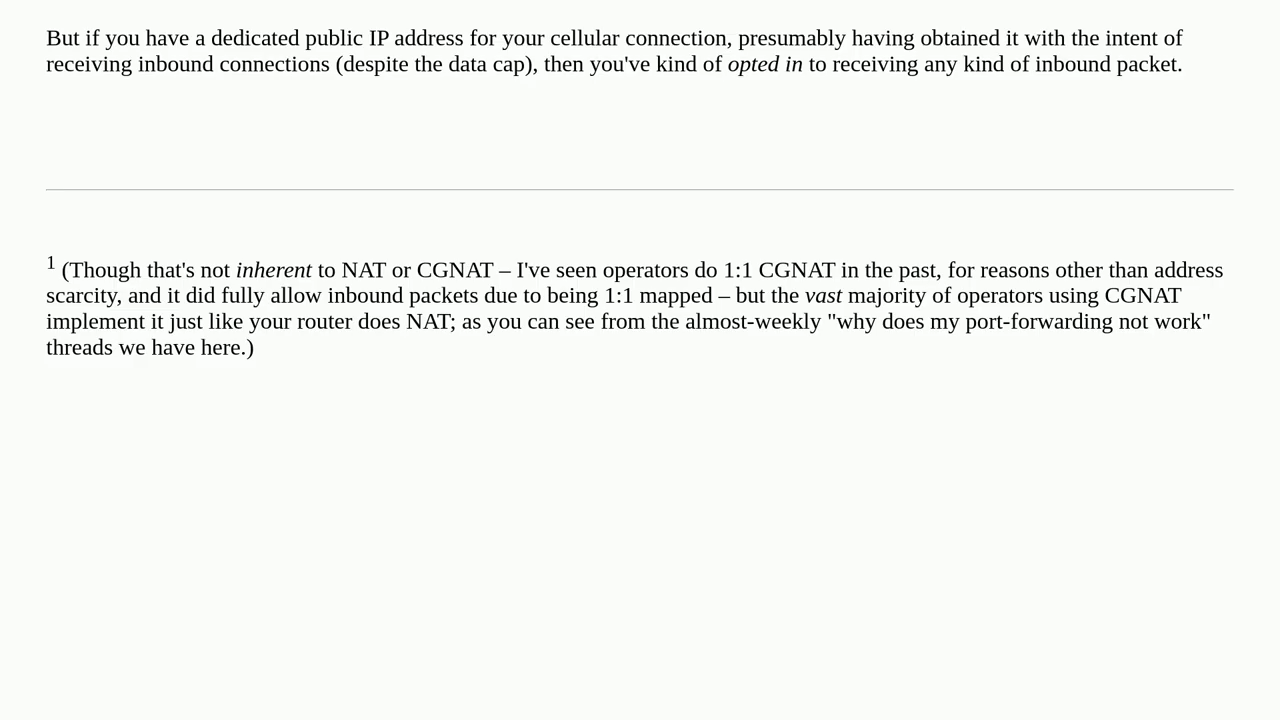 But if you have a dedicated public IP address for your cellular connection, presumably having obtained it with the intent of
receiving inbound connections (despite the data cap), then you've kind of opted in to receiving any kind of inbound packet.
1 (Though that's not inherent to NAT or CGNAT – I've seen operators do 1:1 CGNAT in the past, for reasons other than address
scarcity, and it did fully allow inbound packets due to being 1:1 mapped – but the vast majority of operators using CGNAT
implement it just like your router does NAT; as you can see from the almost-weekly "why does my port-forwarding not work"
threads we have here.)